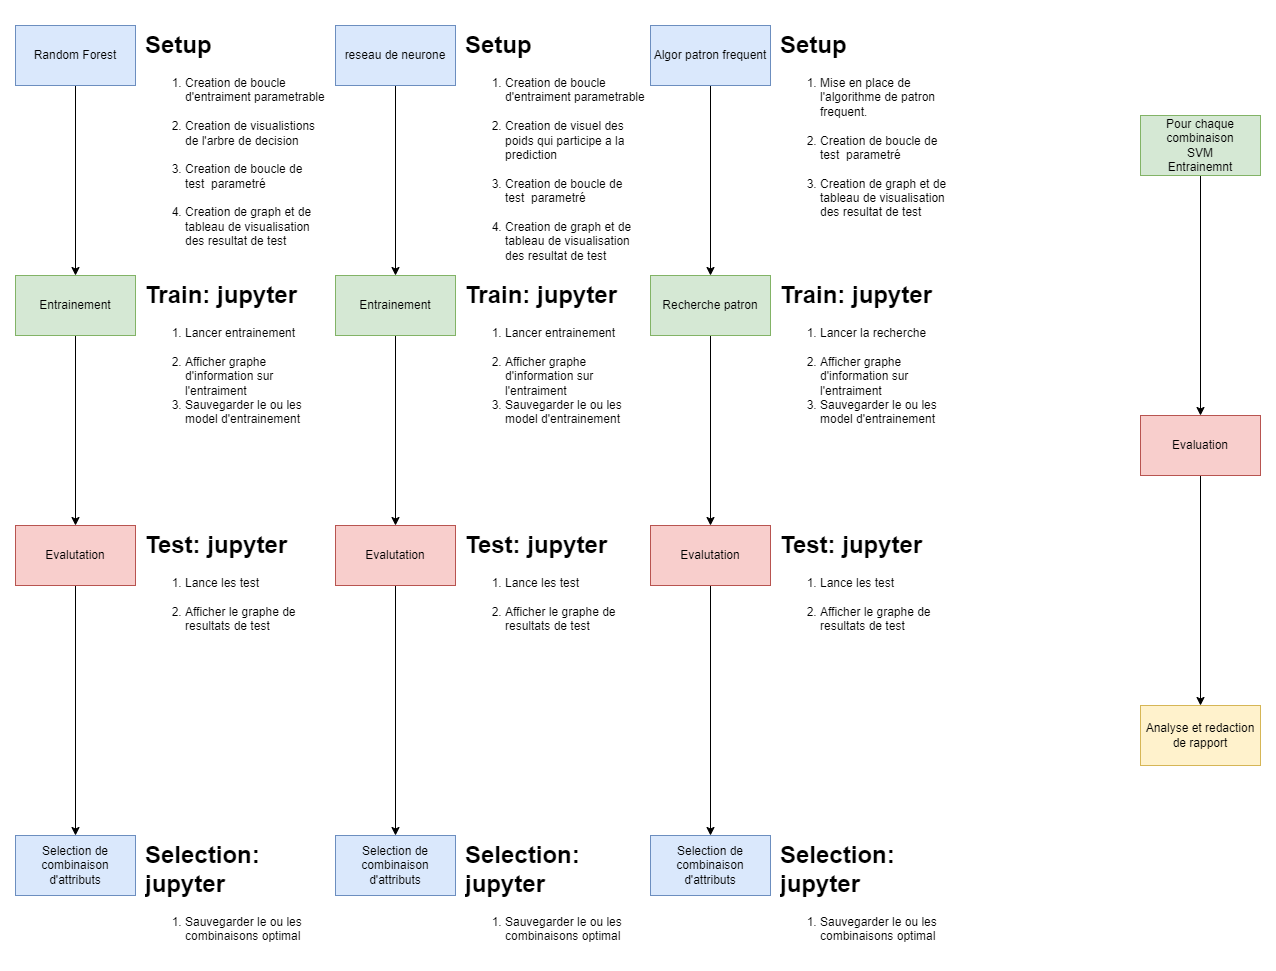 Random Forest
Setup
1. Creation de boucle
d'entraiment parametrable
2. Creation de visualistions
de l'arbre de decision
3. Creation de boucle de
test  parametré
4. Creation de graph et de
tableau de visualisation
des resultat de test
Entrainement
Train: jupyter
1. Lancer entrainement
2. Afficher graphe
d'information sur
l'entraiment
3. Sauvegarder le ou les
model d'entrainement
Evalutation
Test: jupyter
1. Lance les test
2. Afficher le graphe de
resultats de test
Selection de
combinaison
d'attributs
Selection:
jupyter
1. Sauvegarder le ou les
combinaisons optimal
reseau de neurone
Setup
1. Creation de boucle
d'entraiment parametrable
2. Creation de visuel des
poids qui participe a la
prediction
3. Creation de boucle de
test  parametré
4. Creation de graph et de
tableau de visualisation
des resultat de test
Entrainement
Train: jupyter
1. Lancer entrainement
2. Afficher graphe
d'information sur
l'entraiment
3. Sauvegarder le ou les
model d'entrainement
Evalutation
Test: jupyter
1. Lance les test
2. Afficher le graphe de
resultats de test
Selection de
combinaison
d'attributs
Selection:
jupyter
1. Sauvegarder le ou les
combinaisons optimal
Algor patron frequent
Setup
1. Mise en place de
l'algorithme de patron
frequent.
2. Creation de boucle de
test  parametré
3. Creation de graph et de
tableau de visualisation
des resultat de test
Recherche patron
Train: jupyter
1. Lancer la recherche
2. Afficher graphe
d'information sur
l'entraiment
3. Sauvegarder le ou les
model d'entrainement
Evalutation
Test: jupyter
1. Lance les test
2. Afficher le graphe de
resultats de test
Selection de
combinaison
d'attributs
Selection:
jupyter
1. Sauvegarder le ou les
combinaisons optimal
Pour chaque
combinaison
SVM
Entrainemnt
Evaluation
Analyse et redaction
de rapport